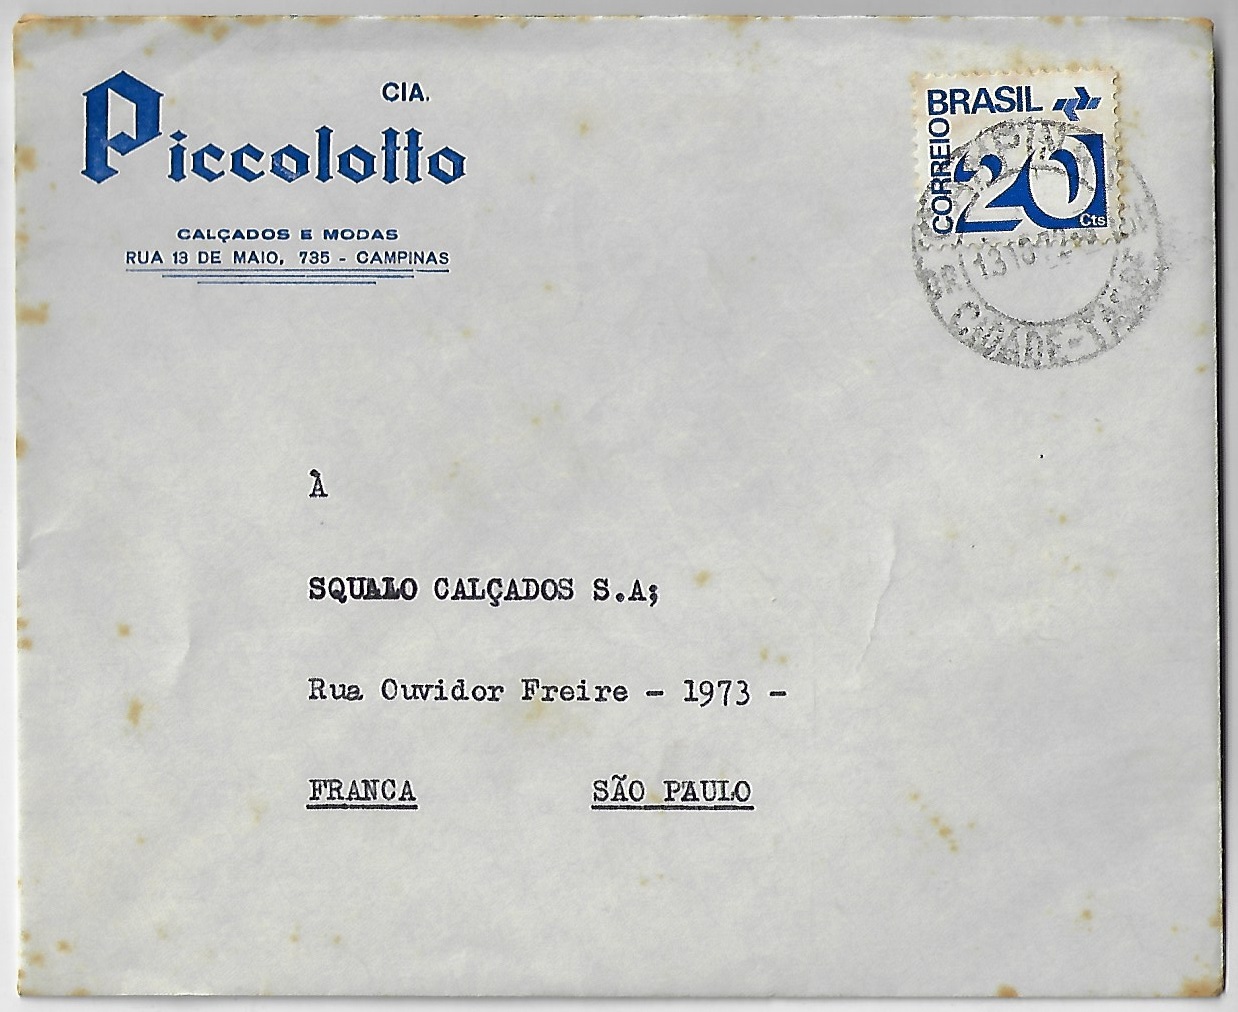 CIA.
Piccolotto
CALÇADOS E MODAS
RUA 13 DE MAIO, 735 - CAMPINAS
BRASIL
CORREIO
20
Cts
CIDADE-
À
SQUALO CALÇADOS S.A;
Rua Ouvidor Freire - 1973 -
FRANCA SÃO PAULO